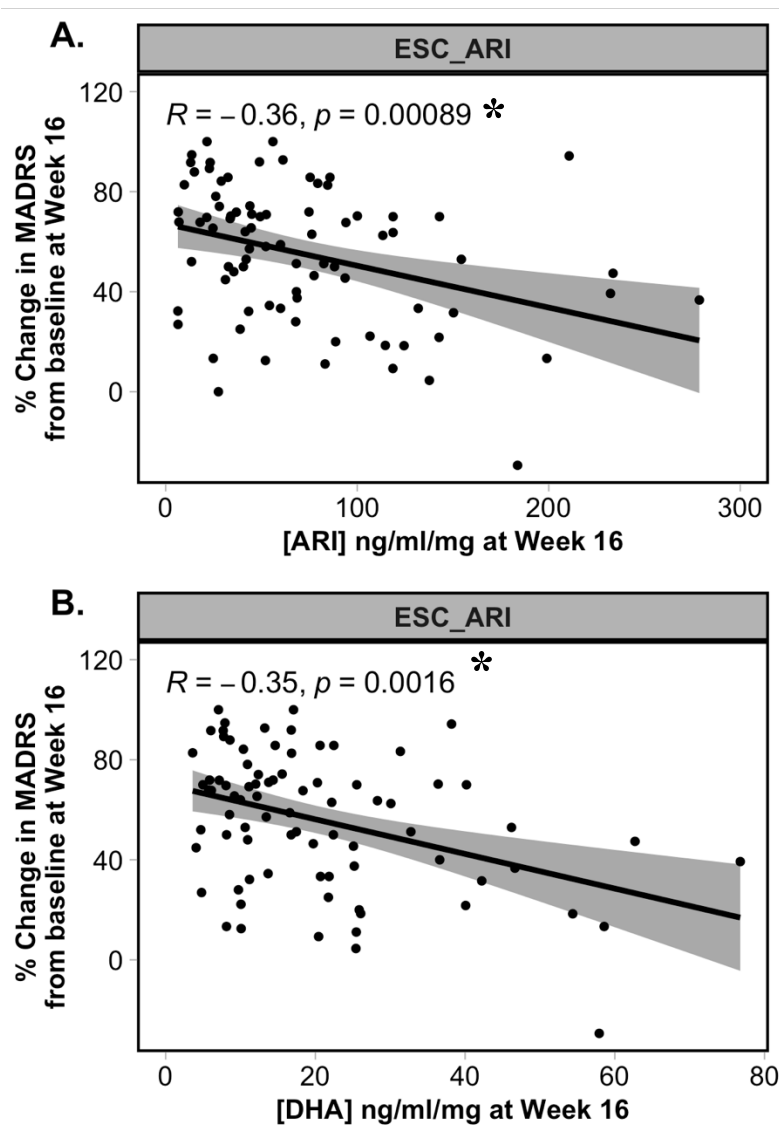 A.
ESC_ARI
R = −0.36, p = 0.00089 *
% Change in MADRS
from baseline at Week 16
120
80
40
0
0 100 200 300
[ARI] ng/ml/mg at Week 16
B.
ESC_ARI
R = −0.35, p = 0.0016 *
% Change in MADRS
from baseline at Week 16
120
80
40
0
0 20 40 60 80
[DHA] ng/ml/mg at Week 16